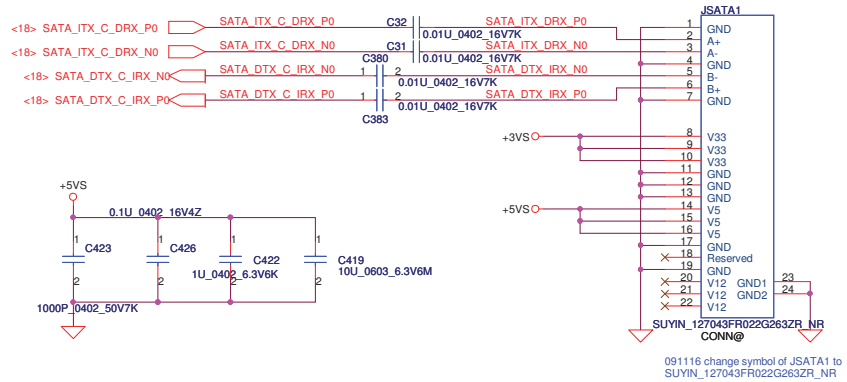 JSATA1
<18> SATA_ITX_C_DRX_P0 SATA_ITX_C_DRX_P0 C32 SATA_ITX_DRX_P0 1 GND
0.01U_0402_16V7K 2 A+
<18> SATA_ITX_C_DRX_N0 SATA_ITX_C_DRX_N0 C31 SATA_ITX_DRX_N0 3 A-
C380 0.01U_0402_16V7K 4 GND
<18> SATA_DTX_C_IRX_N0 SATA_DTX_C_IRX_N0 1 2 SATA_DTX_IRX_N0 5 B-
0.01U_0402_16V7K 6 B+
<18> SATA_DTX_C_IRX_P0 SATA_DTX_C_IRX_P0 1 2 SATA_DTX_IRX_P0 7 GND
0.01U_0402_16V7K
C383
+3VS 8 V33
9 V33
10 V33
11 GND
12 GND
13 GND
+5VS 14 V5
15 V5
16 V5
17 GND
18 Reserved
19 GND
20 V12 GND1 23
21 V12 GND2 24
22 V12
SUYIN_127043FR022G263ZR_NR
CONN@
+5VS
0.1U_0402_16V4Z
1 1 1 1
C423 C426 C422 C419
1U_0402_6.3V6K 10U_0603_6.3V6M
2 2 2 2
1000P_0402_50V7K
091116 change symbol of JSATA1 to
SUYIN_127043FR022G263ZR_NR